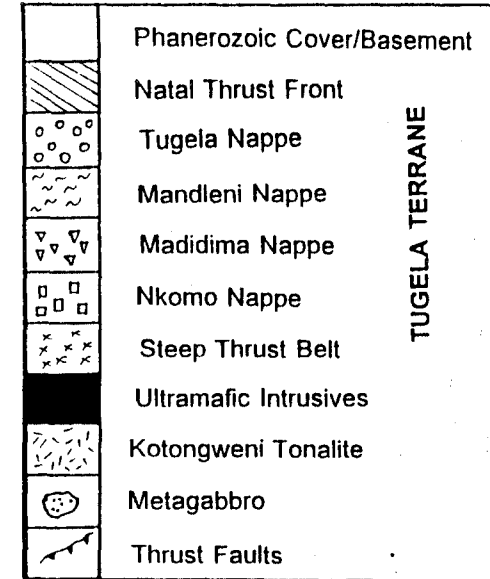 Phanerozoic Cover/Basement
Natal Thrust Front
Tugela Nappe
Mandleni Nappe
Madidima Nappe
Nkomo Nappe
Steep Thrust Belt
Ultramafic Intrusives
Kotongweni Tonalite
Metagabbro
Thrust Faults
TUGELA TERRANE